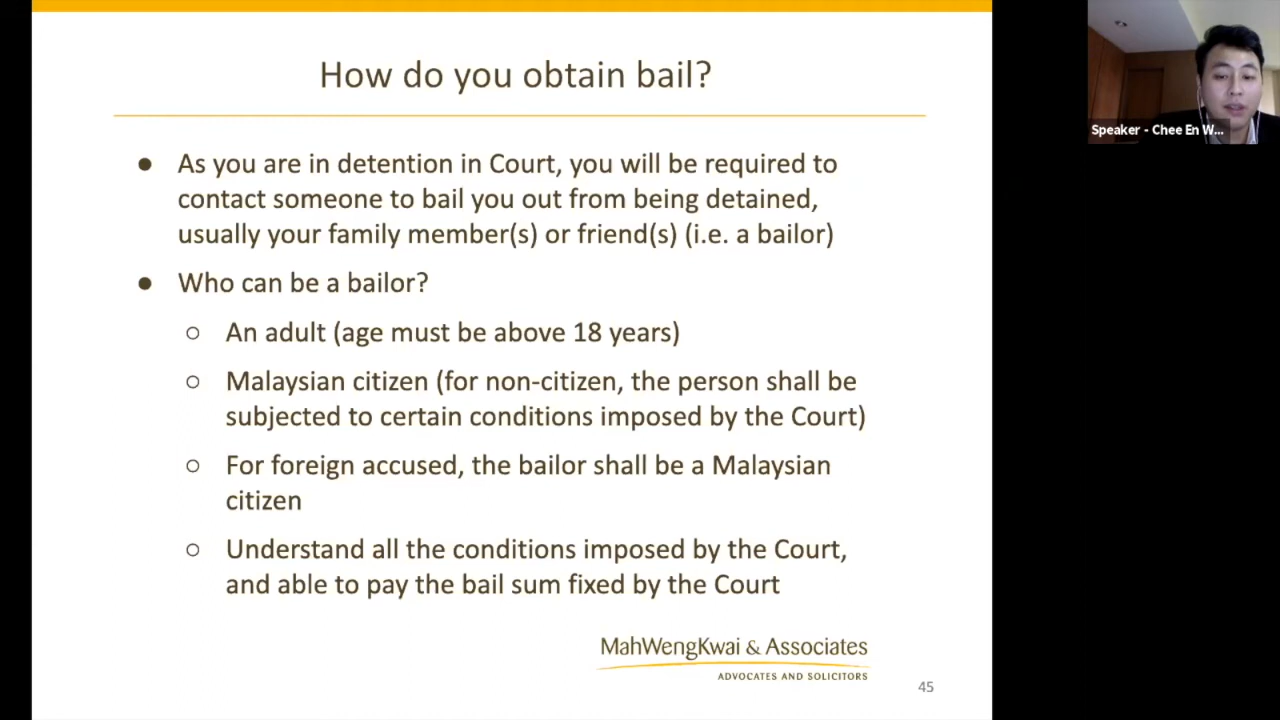 How do you obtain bail?
● As you are in detention in Court, you will be required to
contact someone to bail you out from being detained,
usually your family member(s) or friend(s) (i.e. a bailor)
● Who can be a bailor?
○ An adult (age must be above 18 years)
○ Malaysian citizen (for non-citizen, the person shall be
subjected to certain conditions imposed by the Court)
○ For foreign accused, the bailor shall be a Malaysian
citizen
○ Understand all the conditions imposed by the Court,
and able to pay the bail sum fixed by the Court
MahWengKwai & Associates
ADVOCATES AND SOLICITORS
45
Speaker - Chee En W...